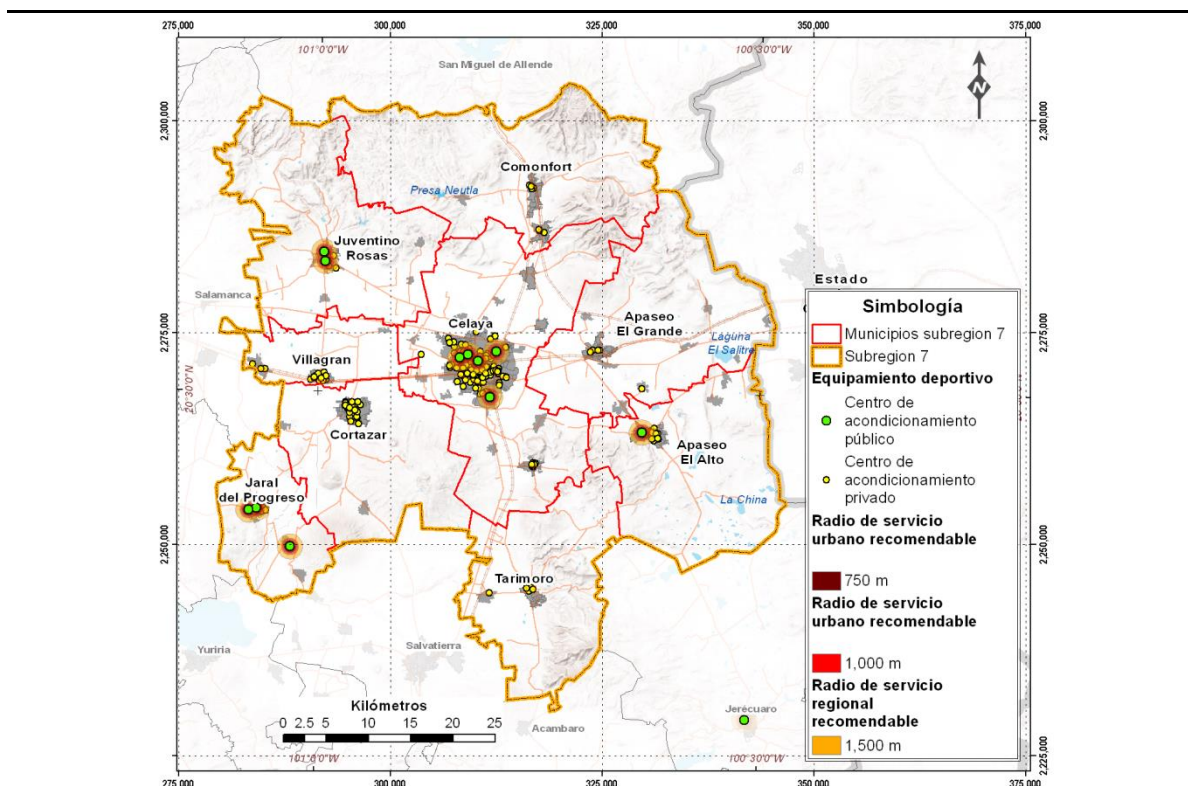 275,000 300,000 325,000 350,000 375,000
101°0'0"W 100°30'0"W
San Miguel de Allende
2,300,000 2,300,000
Comonfort
Presa Neutla
Juventino
Rosas
Estado
Salamanca
Apaseo
El Grande
Celaya
2,275,000 2,275,000
Laguna
El Salitre
Villagran
20°30'0"N
Cortazar
Apaseo
El Alto
Jaral
del Progreso
La China
2,250,000 2,250,000
Tarimoro
Yuriria
Salvatierra
Jerécuaro
Acambaro
Kilómetros
0 2.5 5 10 15 20 25
2,225,000 2,225,000
101°0'0"W 100°30'0"W
275,000 300,000 325,000 350,000 375,000
N
Simbología
Municipios subregion 7
Subregion 7
Equipamiento deportivo
Centro de
acondicionamiento
público
Centro de
acondicionamiento
privado
Radio de servicio
urbano recomendable
750 m
Radio de servicio
urbano recomendable
1,000 m
Radio de servicio
regional
recomendable
1,500 m